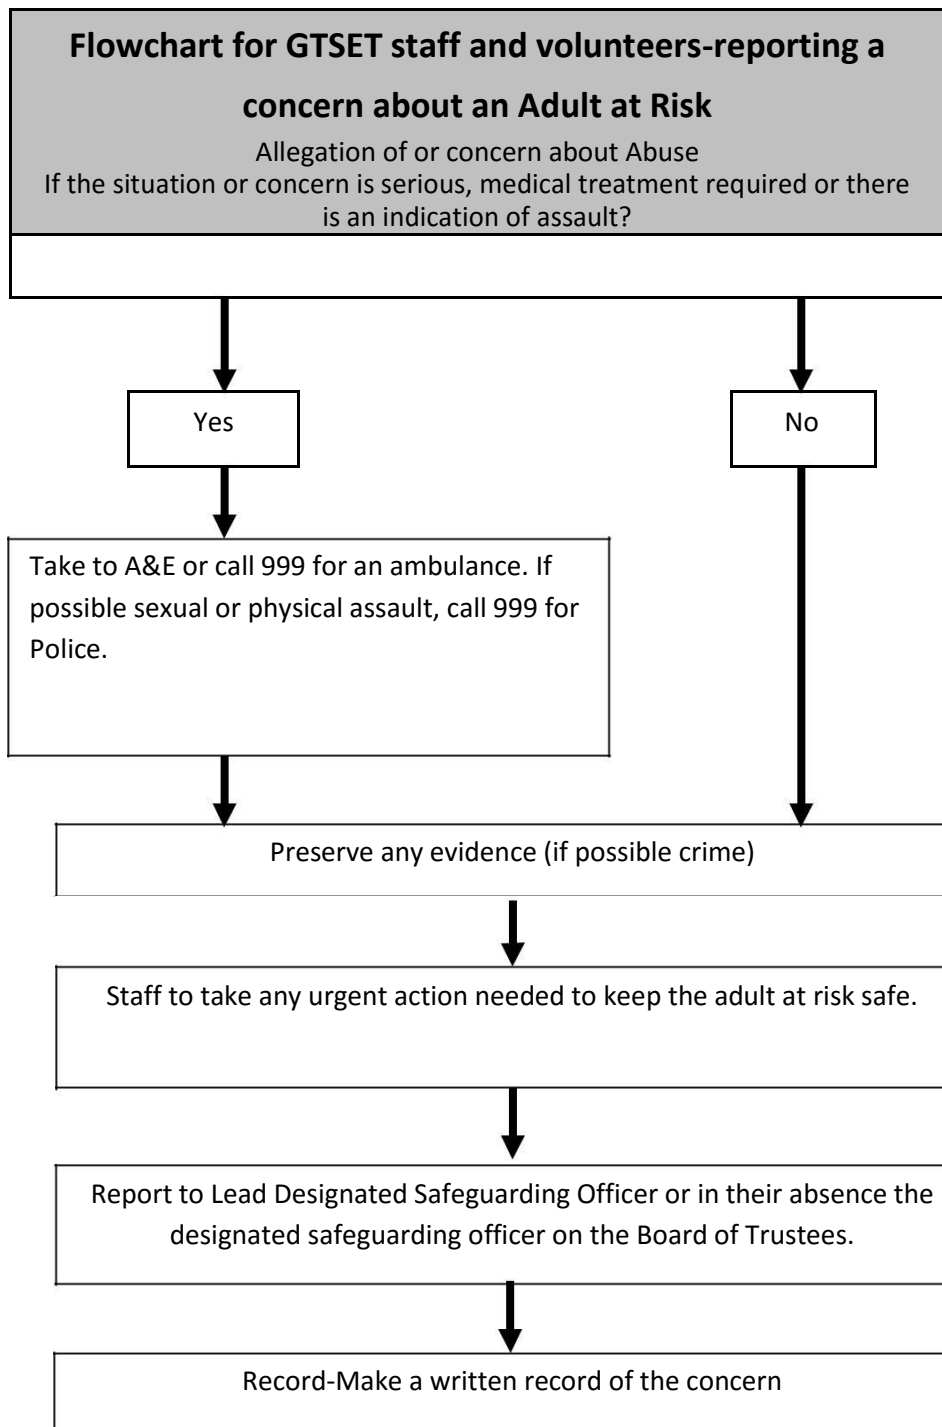 Flowchart for GTSET staff and volunteers-reporting a
concern about an Adult at Risk
Allegation of or concern about Abuse
If the situation or concern is serious, medical treatment required or there
is an indication of assault?
Yes
No
Take to A&E or call 999 for an ambulance. If
possible sexual or physical assault, call 999 for
Police.
Preserve any evidence (if possible crime)
Staff to take any urgent action needed to keep the adult at risk safe.
Report to Lead Designated Safeguarding Officer or in their absence the
designated safeguarding officer on the Board of Trustees.
Record-Make a written record of the concern